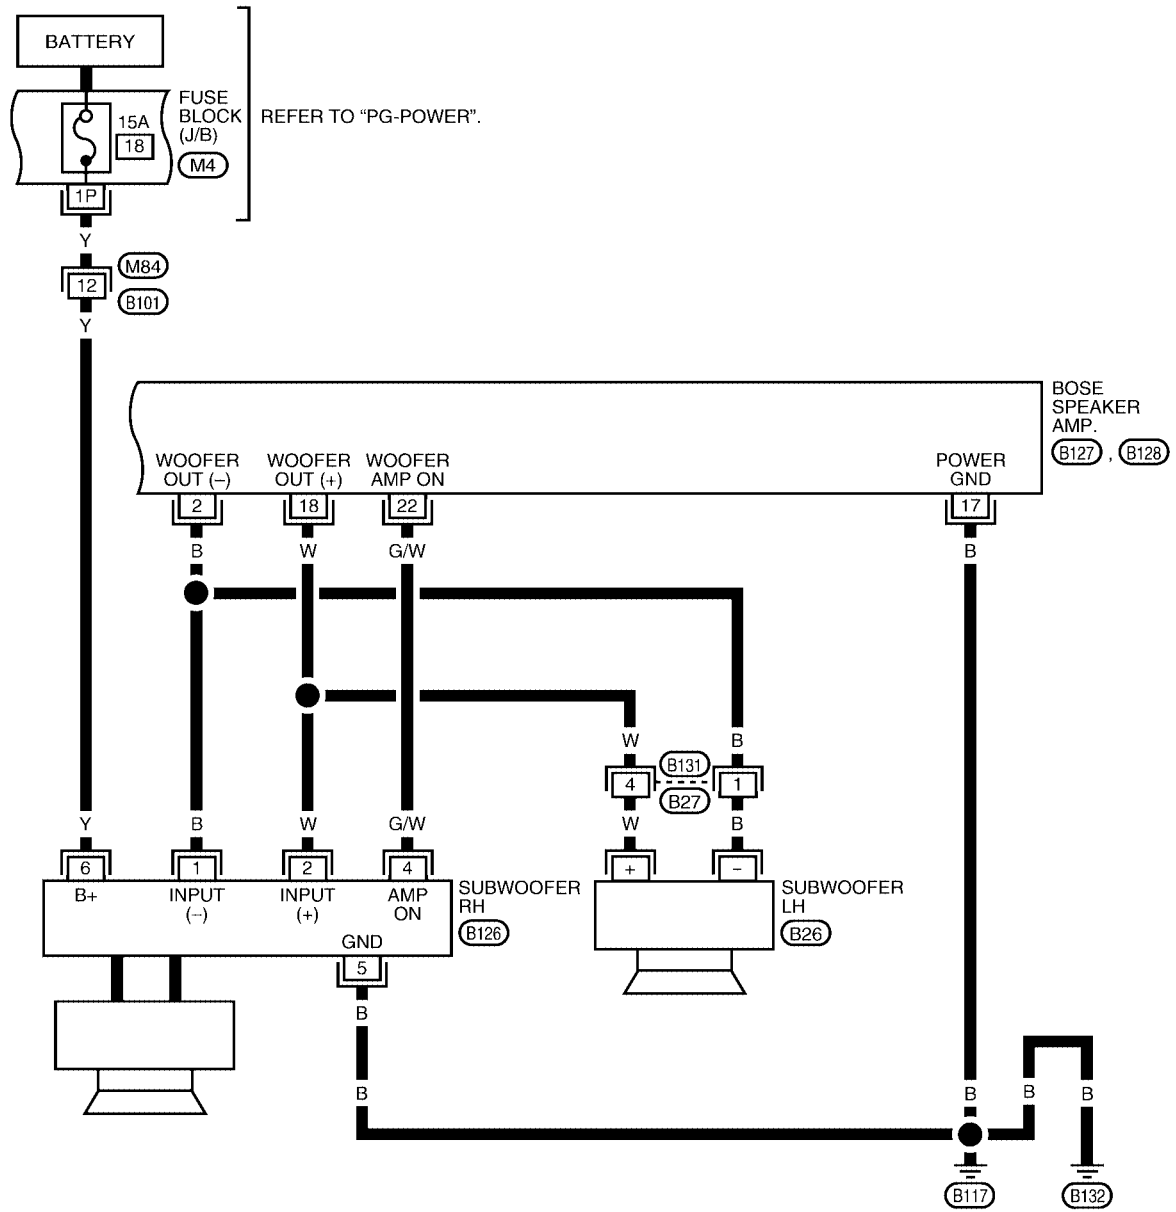 BATTERY
FUSE
BLOCK
(J/B)
REFER TO “PG-POWER”.
15A
18
M4
1P
Y
M84
12
B101
Y
BOSE
SPEAKER
AMP.
B127 , B128
WOOFER
OUT (–)
WOOFER
OUT (+)
WOOFER
AMP ON
POWER
GND
2
18
22
17
B
W
G/W
B
W
B
B131
4
1
B27
Y
B
W
G/W
W
B
6
1
2
4
+
–
B+
INPUT
(–)
INPUT
(+)
AMP
ON
SUBWOOFER
RH
B126
SUBWOOFER
LH
B26
GND
5
B
B
B
B
B
B117
B132